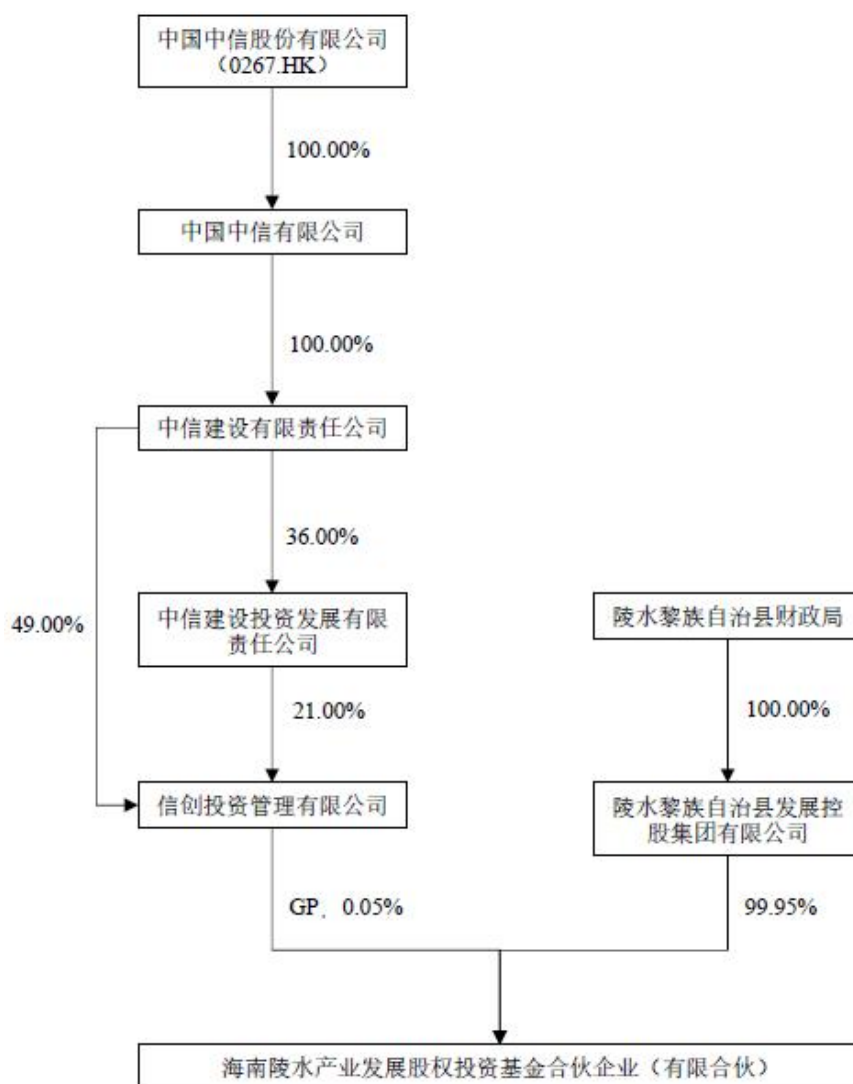 中国中信股份有限公司
（0267.HK）
100.00%
中国中信有限公司
100.00%
中信建设有限责任公司
36.00%
49.00%
中信建设投资发展有限
责任公司
陵水黎族自治县财政局
21.00%
100.00%
信创投资管理有限公司
陵水黎族自治县发展控
股集团有限公司
GP，0.05%
99.95%
海南陵水产业发展股权投资基金合伙企业（有限合伙）